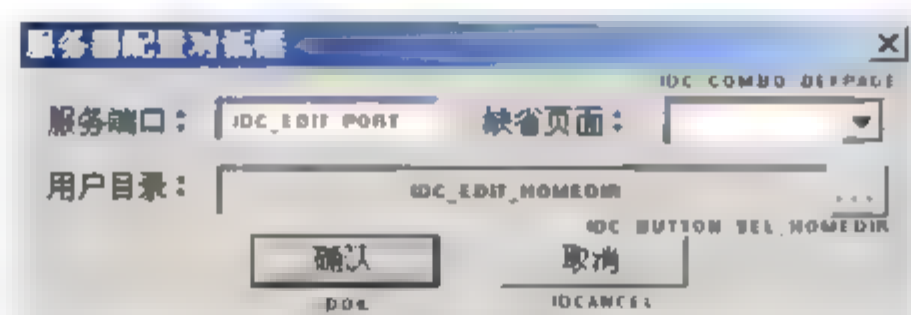 服务器配置对话框
IDC_COMBO_DEFPAGE
服务端口： IDC_EDIT_PORT 缺省页面：
用户目录： IDC_EDIT_HOMEDIR ...
IDC_BUTTON_SEL_HOMEDIR
确认 取消
IDOK IDCANCEL